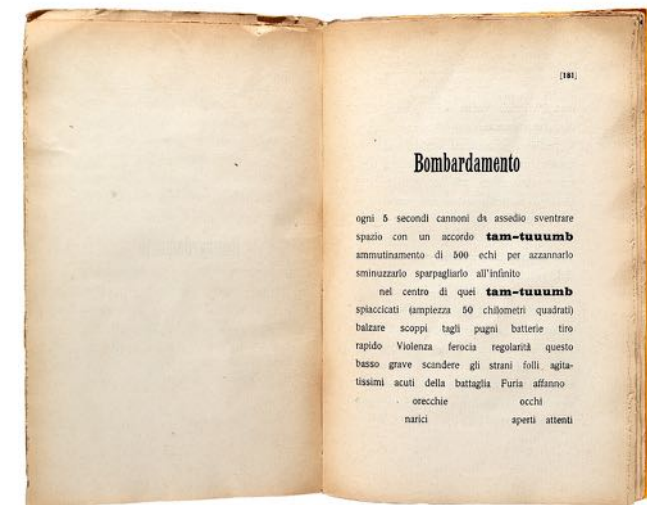 [181]
Bombardamento
ogni 5 secondi cannoni da assedio sventrare
spazio con un accordo tam-tuuumb
ammutinamento di 500 echi per azzannarlo
sminuzzarlo sparpagliarlo all'infinito
nel centro di quei tam-tuuumb
spiaccicati (ampiezza 50 chilometri quadrati)
balzare scoppi tagli pugni batterie tiro
rapido Violenza ferocia regolarità questo
basso grave scandere gli strani folli agita-
tissimi acuti della battaglia Furia affanno
orecchie occhi
narici aperti attenti